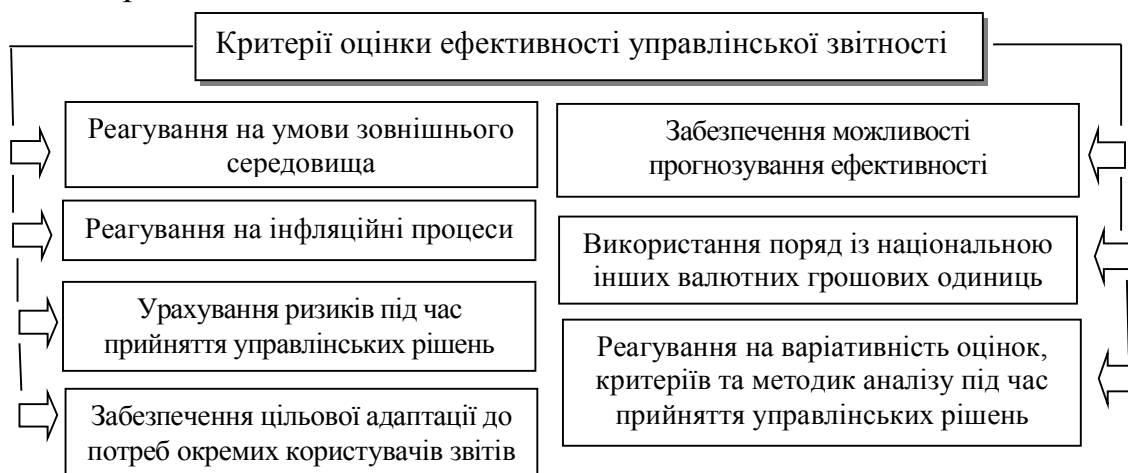 Критерії оцінки ефективності управлінської звітності
Реагування на умови зовнішнього
середовища
Реагування на інфляційні процеси
Урахування ризиків під час
прийняття управлінських рішень
Забезпечення цільової адаптації до
потреб окремих користувачів звітів
Забезпечення можливості
прогнозування ефективності
Використання поряд із національною
інших валютних грошових одиниць
Реагування на варіативність оцінок,
критеріїв та методик аналізу під час
прийняття управлінських рішень